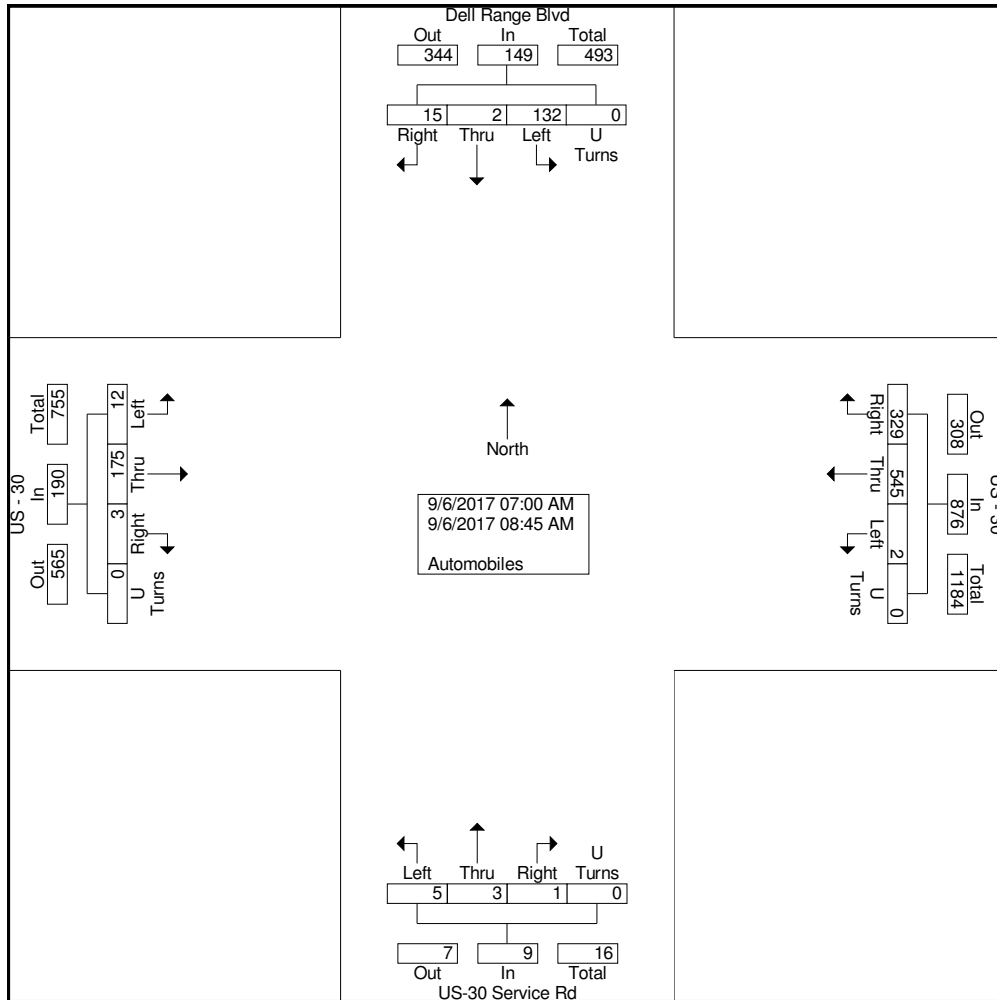 Dell Range Blvd
Out In Total
344 149 493
15 2 132 0
Right Thru Left U
Turns
US - 30
Total In Out
755 190 565
12 175 3 0
Left Thru Right U
Turns
North
9/6/2017 07:00 AM
9/6/2017 08:45 AM
Automobiles
US - 30
Out In Total
308 876 1184
329 545 2 0
Right Thru Left U
Turns
U
Left Thru Right Turns
5 3 1 0
7 9 16
Out In Total
US-30 Service Rd